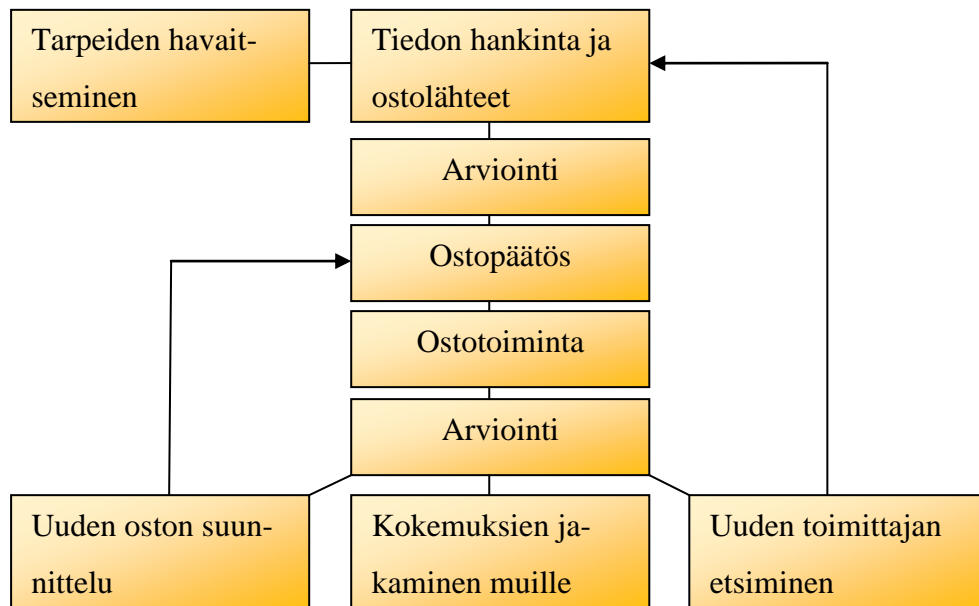 Tarpeiden havait-
seminen
Tiedon hankinta ja
ostolähteet
Arviointi
Ostopäätös
Ostotoiminta
Arviointi
Uuden oston suun-
nittelu
Kokemuksien ja-
kaminen muille
Uuden toimittajan
etsiminen